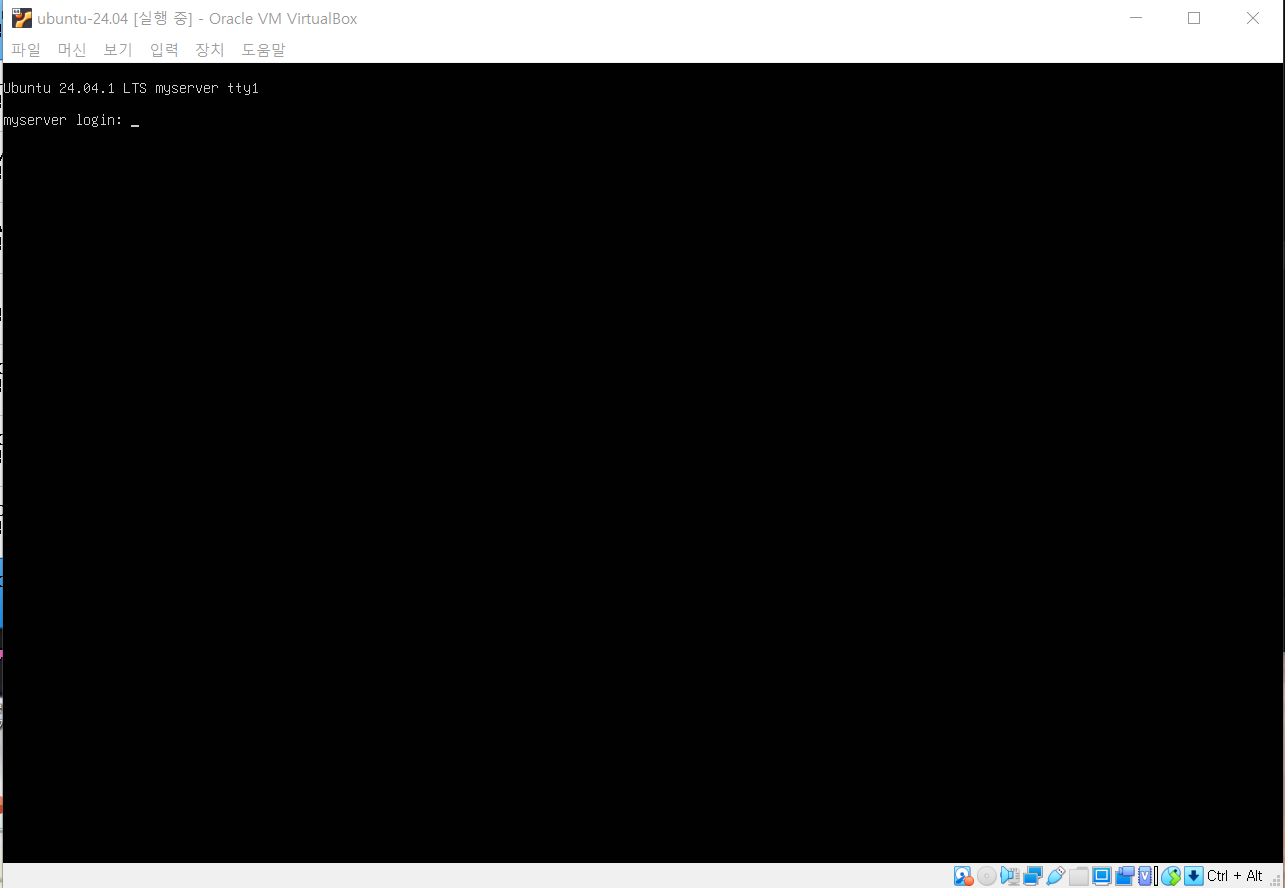 ubuntu-24.04 [실행 중] - Oracle VM VirtualBox
파일 머신 보기 입력 장치 도움말
Ubuntu 24.04.1 LTS myserver tty1
myserver login: _
Ctrl + Alt